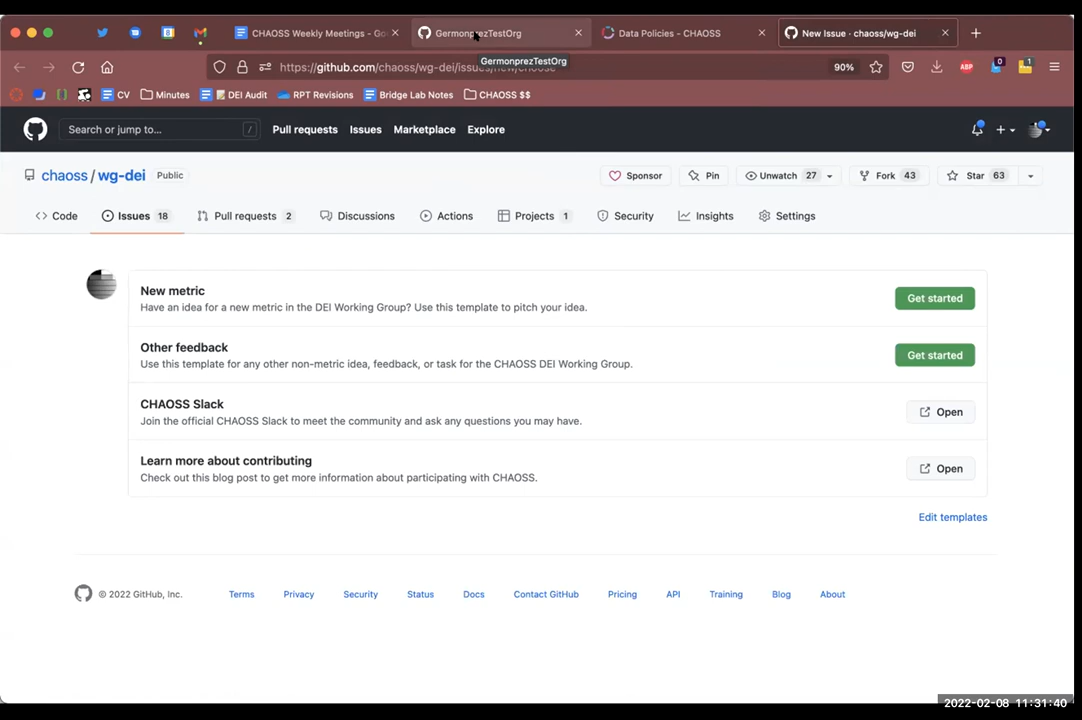 CHAOSS Weekly Meetings - Go
GermonprezTestOrg
Data Policies - CHAOSS
New Issue · chaoss/wg-dei
GermonprezTestOrg
https://github.com/chaoss/wg-dei/issues/new/choose
90%
ABP
0
1
CV
Minutes
DEI Audit
RPT Revisions
Bridge Lab Notes
CHAOSS $$
Search or jump to...
/
Pull requests
Issues
Marketplace
Explore
chaoss / wg-dei
Public
Sponsor
Pin
Unwatch 27
Fork 43
Star 63
Code
Issues 18
Pull requests 2
Discussions
Actions
Projects 1
Security
Insights
Settings
New metric
Have an idea for a new metric in the DEI Working Group? Use this template to pitch your idea.
Get started
Other feedback
Use this template for any other non-metric idea, feedback, or task for the CHAOSS DEI Working Group.
Get started
CHAOSS Slack
Join the official CHAOSS Slack to meet the community and ask any questions you may have.
Open
Learn more about contributing
Check out this blog post to get more information about participating with CHAOSS.
Open
Edit templates
© 2022 GitHub, Inc.
Terms
Privacy
Security
Status
Docs
Contact GitHub
Pricing
API
Training
Blog
About
2022-02-08 11:31:40